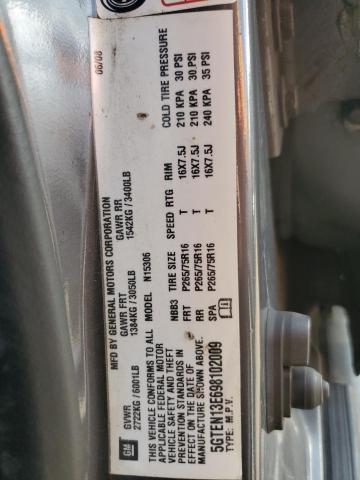 MFD BY GENERAL MOTORS CORPORATION
06/08
GM
GVWR GAWR FRT GAWR RR
2722KG/6001LB 1384KG/3050LB 1542KG/3400LB
THIS VEHICLE CONFORMS TO ALL
APPLICABLE FEDERAL MOTOR
VEHICLE SAFETY AND THEFT
PREVENTION STANDARDS IN
EFFECT ON THE DATE OF
MANUFACTURE SHOWN ABOVE.
5GTEN13E698102009
TYPE: M.P.V.
MODEL N15306
NBB3 TIRE SIZE SPEED RTG RIM COLD TIRE PRESSURE
FRT P265/75R16 T 16X7.5J 210 KPA 30 PSI
RR P265/75R16 T 16X7.5J 210 KPA 30 PSI
SPA P265/75R16 T 16X7.5J 240 KPA 35 PSI